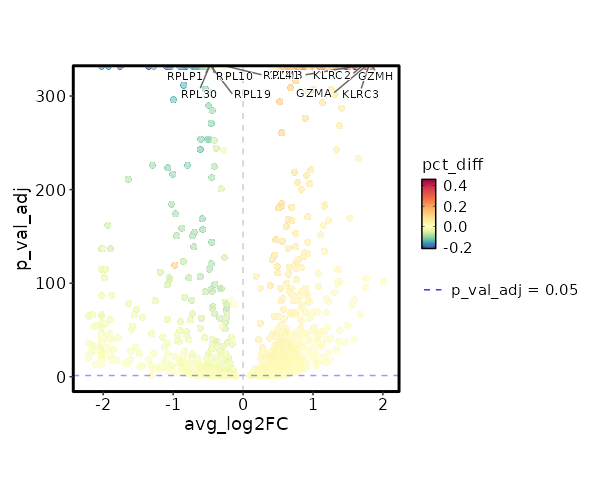 RPLP1 RPL10 RPL41 KLRC2 GZMH
RPL30 RPL19 GZMA KLRC3
300
200
100
0
-2 -1 0 1 2
avg_log2FC
p_val_adj
pct_diff
0.4
0.2
0.0
-0.2
p_val_adj = 0.05